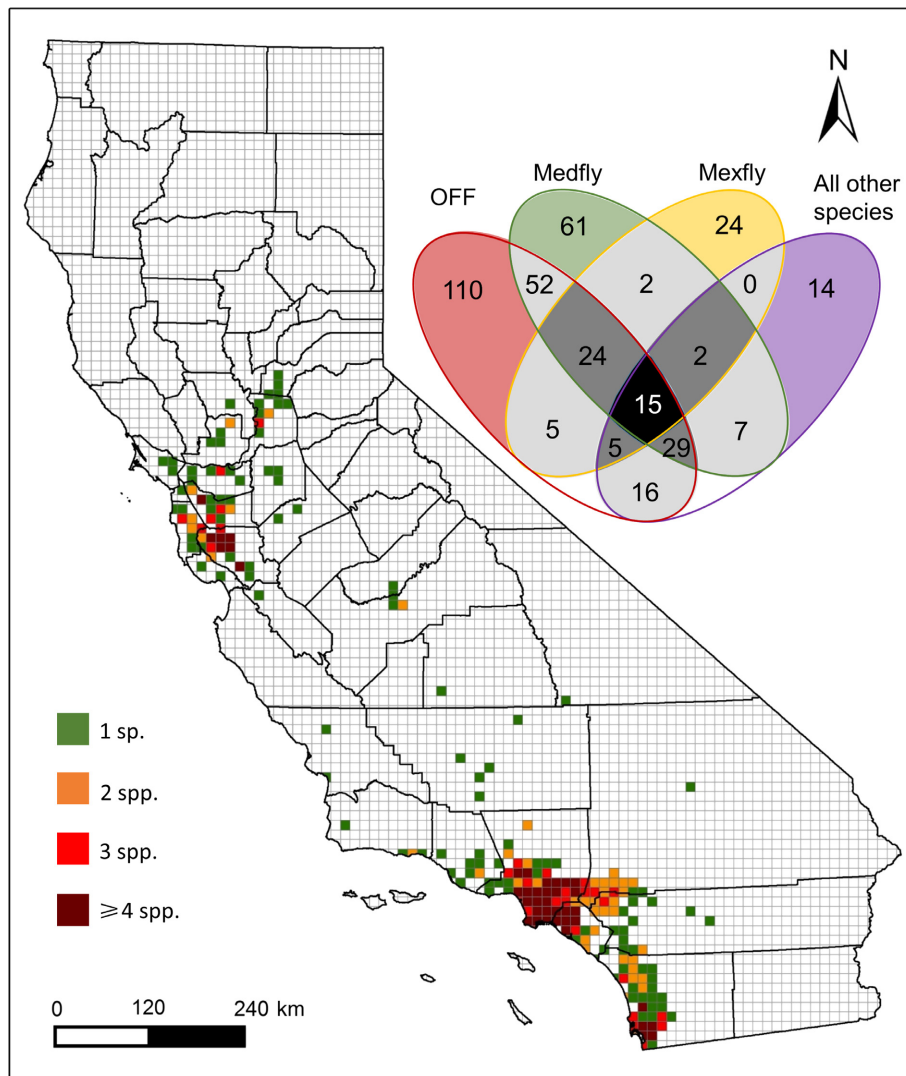 N
Medfly
Mexfly
OFF
All other
species
61
24
110
52
2
0
14
24
2
15
5
5
29
7
16
1 sp.
2 spp.
3 spp.
⩾4 spp.
0
120
240 km